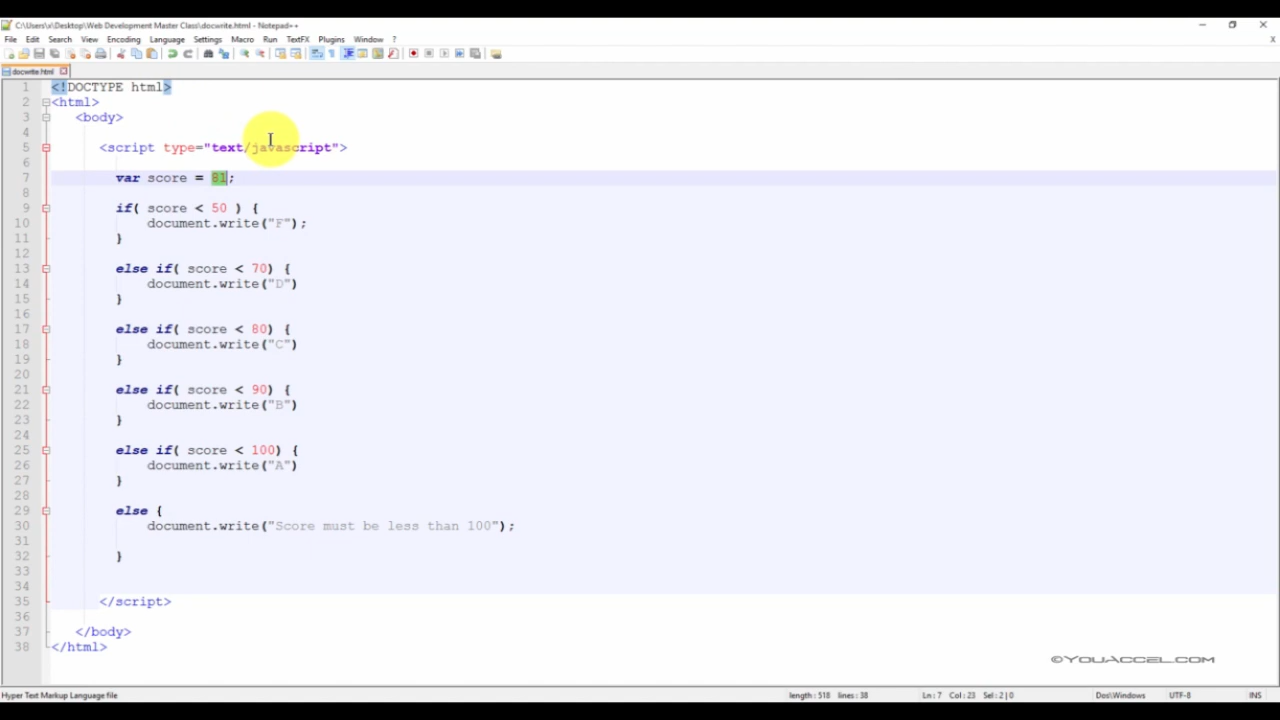 C:\Users\x\Desktop\Web Development Master Class\docwrite.html - Notepad++
File Edit Search View Encoding Language Settings Macro Run TextFX Plugins Window ? X
docwrite.html
1 <!DOCTYPE html>
2 <html>
3 <body>
4
5 <script type="text/javascript">
6
7 var score = 81;
8
9 if( score < 50 ) {
10 document.write("F");
11 }
12
13 else if( score < 70) {
14 document.write("D")
15 }
16
17 else if( score < 80) {
18 document.write("C")
19 }
20
21 else if( score < 90) {
22 document.write("B")
23 }
24
25 else if( score < 100) {
26 document.write("A")
27 }
28
29 else {
30 document.write("Score must be less than 100");
31
32 }
33
34
35 </script>
36
37 </body>
38 </html>
©YOUACCEL.COM
Hyper Text Markup Language file length : 518 lines : 38 Ln : 7 Col : 23 Sel : 2 | 0 Dos\Windows UTF-8 INS